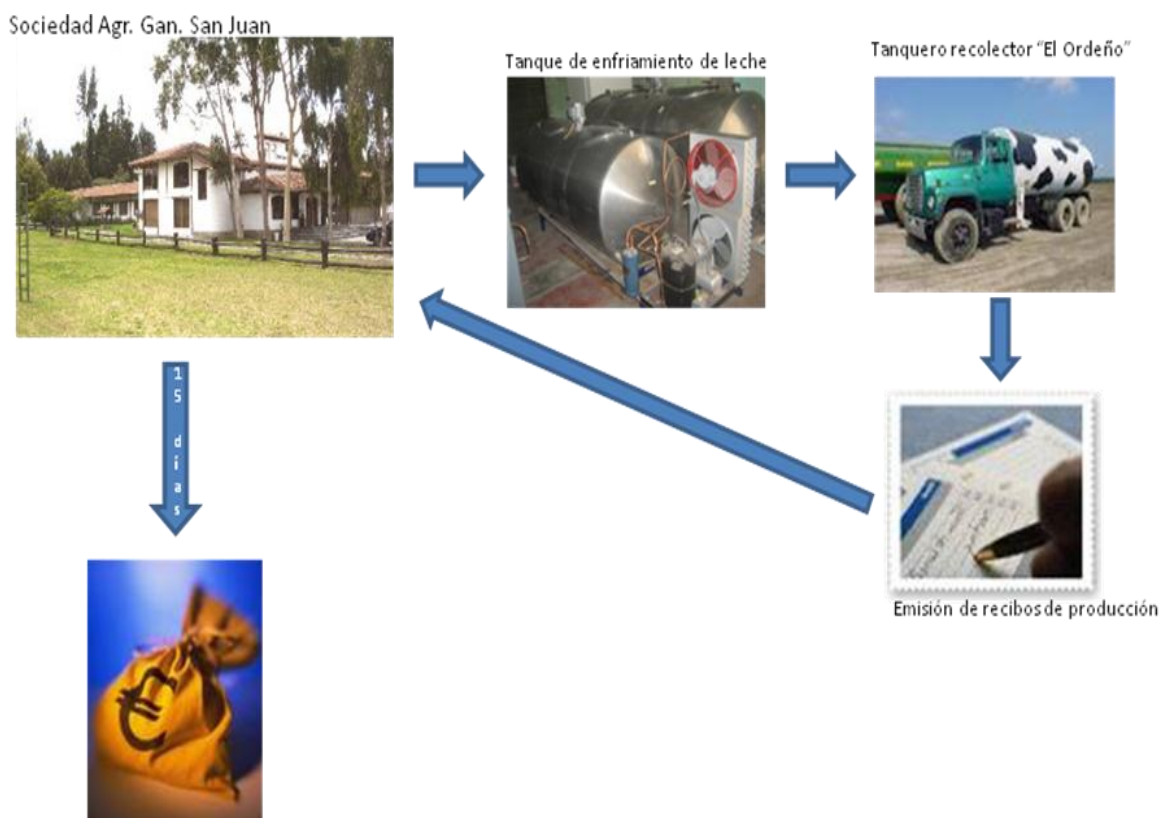 Sociedad Agr. Gan. San Juan
Tanque de enfriamiento de leche
Tanquero recolector “El Ordeño”
15 días
€
Emisión de recibos de producción